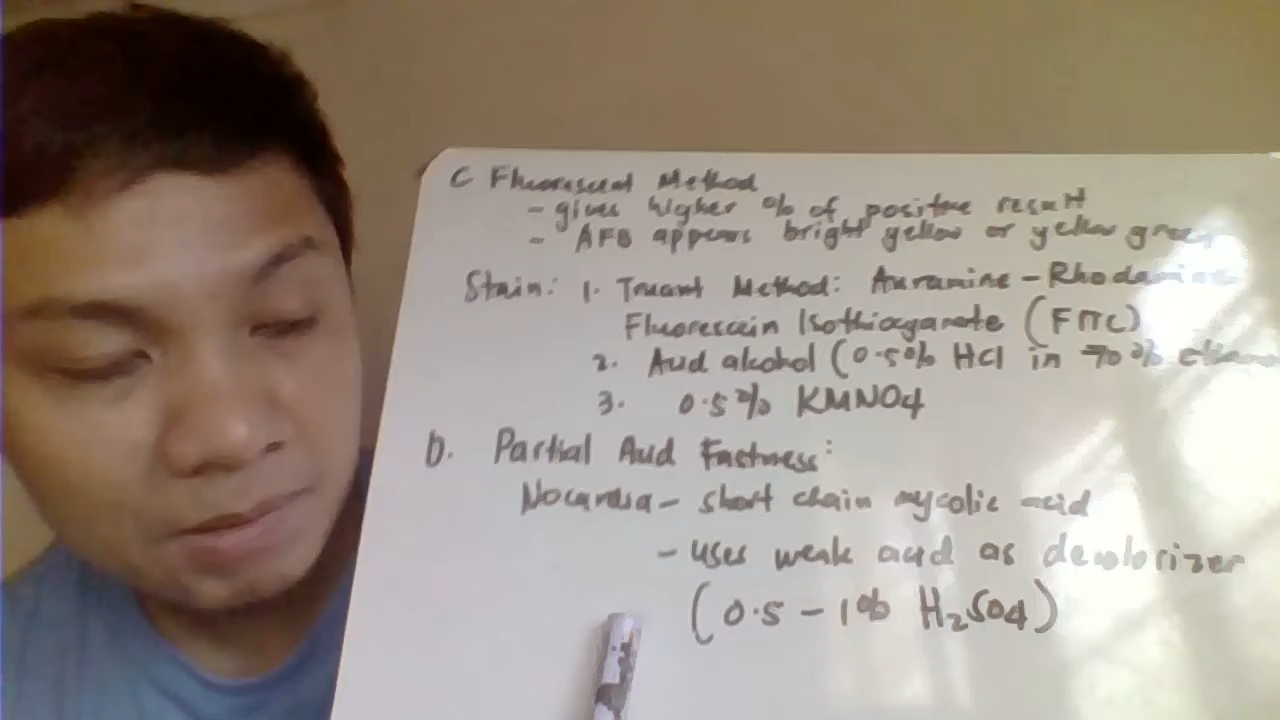 C Fluorescent Method
- gives higher % of positive result
- AFB appears bright yellow or yellow green
Stain: 1. Truant Method: Auramine - Rhodamine
Fluorescein Isothiocyanate (FITC)
2. Acid alcohol (0.5% HCl in 70% ethanol
3. 0.5% KMNO4
D. Partial Acid Fastness:
Nocardia - short chain mycolic acid
- uses weak acid as decolorizer
(0.5 - 1% H2SO4)